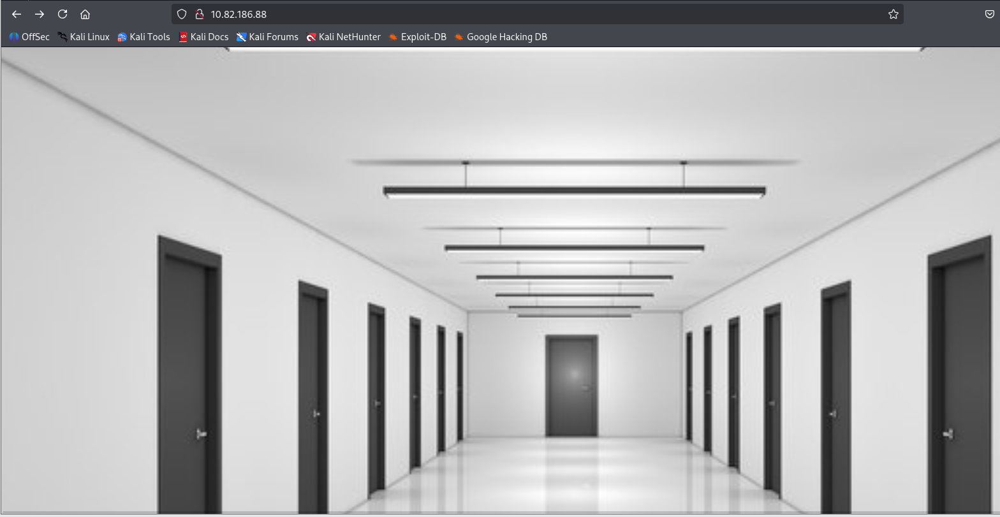 10.82.186.88
OffSec Kali Linux Kali Tools Kali Docs Kali Forums Kali NetHunter Exploit-DB Google Hacking DB